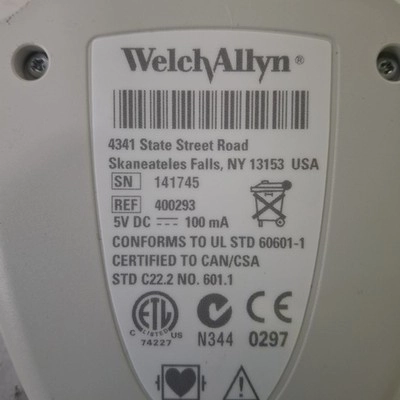 WelchAllyn®
4341 State Street Road
Skaneateles Falls, NY 13153 USA
SN 141745
REF 400293
5V DC ⎓ 100 mA
CONFORMS TO UL STD 60601-1
CERTIFIED TO CAN/CSA
STD C22.2 NO. 601.1
ETL
LISTED
C US
74227
N344
CE
0297